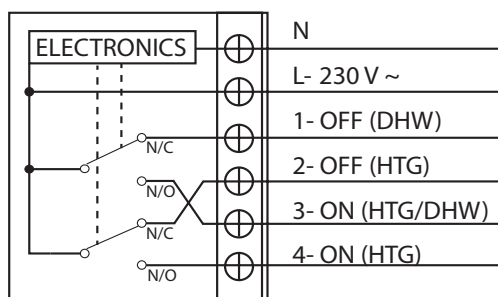 N
ELECTRONICS
L- 230 V ~
1- OFF (DHW)
N/C
2- OFF (HTG)
N/O
3- ON (HTG/DHW)
N/C
4- ON (HTG)
N/O